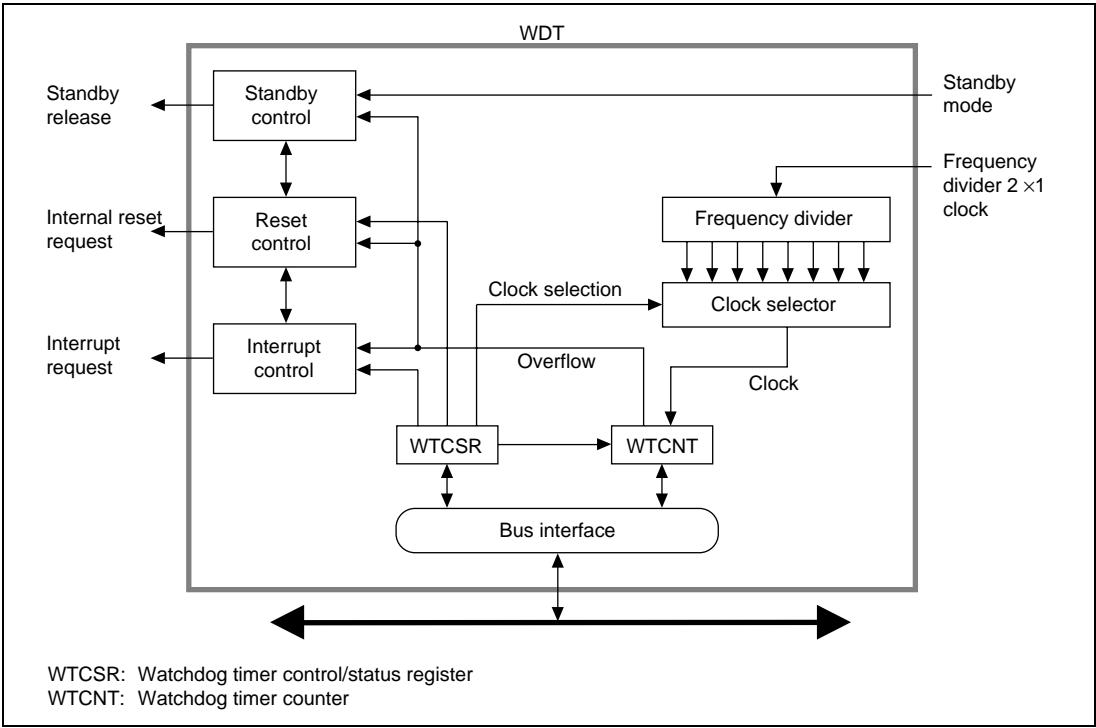 WDT
Standby
release
Standby
control
Standby
mode
Frequency
divider 2 ×1
clock
Internal reset
request
Reset
control
Frequency divider
Clock selection
Clock selector
Interrupt
request
Interrupt
control
Overflow
Clock
WTCSR
WTCNT
Bus interface
WTCSR: Watchdog timer control/status register
WTCNT: Watchdog timer counter